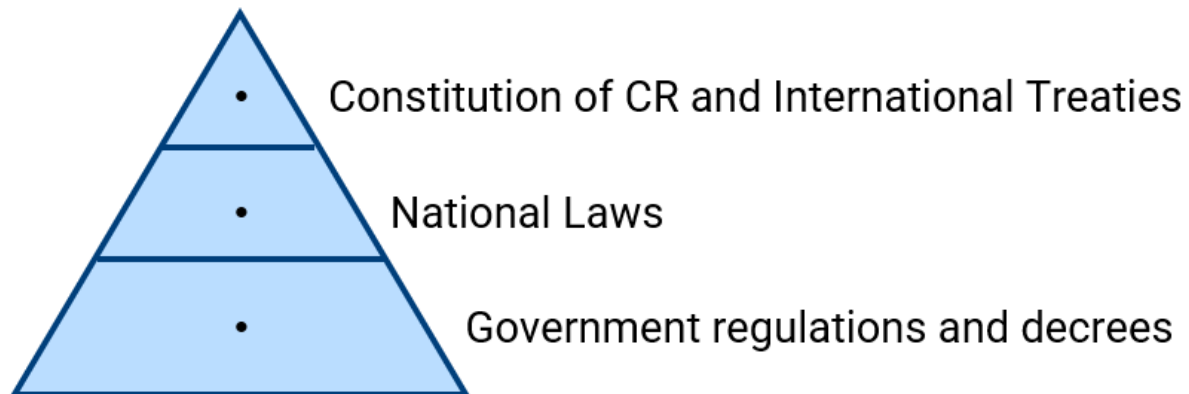 Constitution of CR and International Treaties
National Laws
Government regulations and decrees